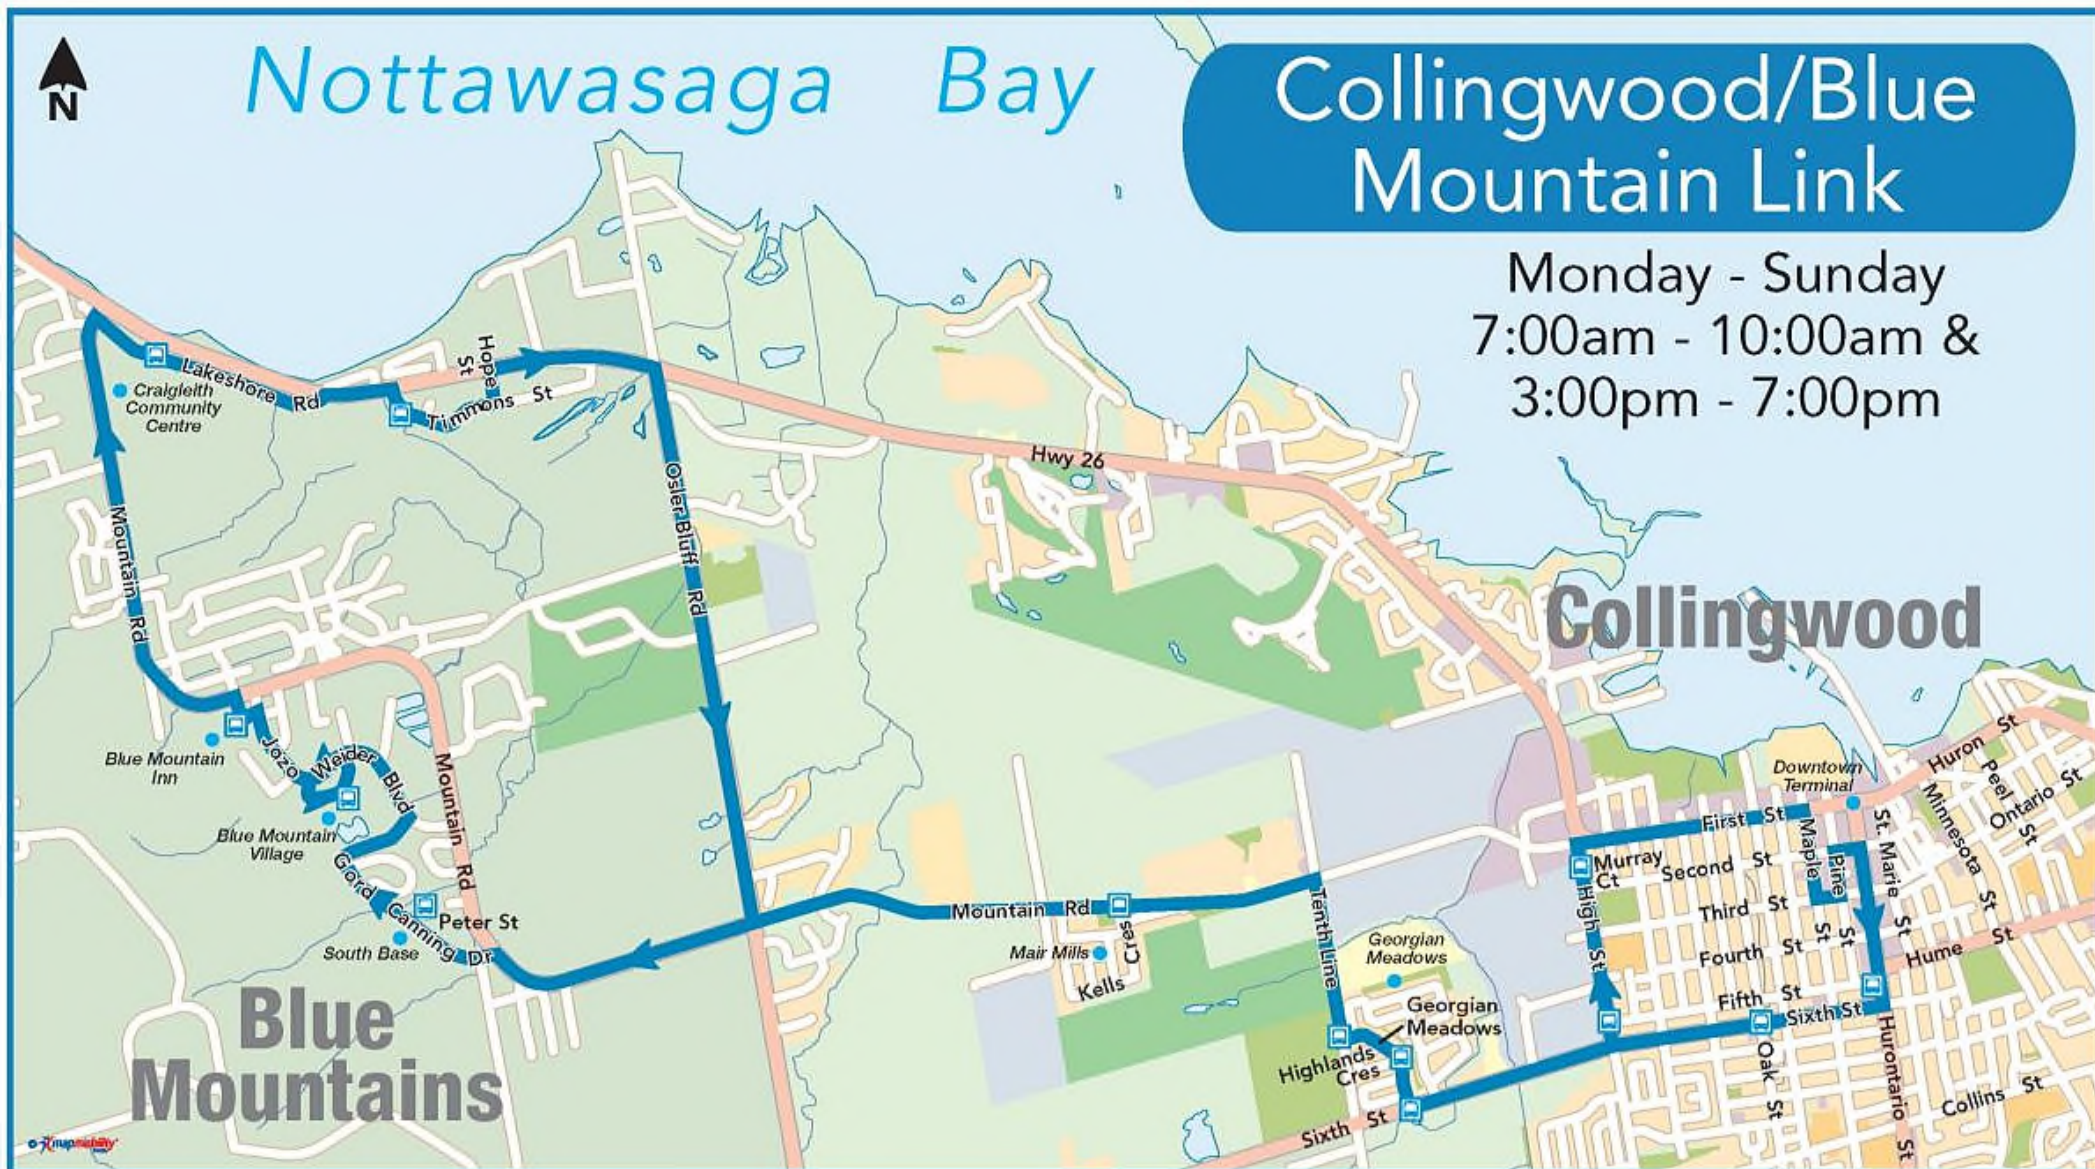 N
Nottawasaga Bay
Collingwood/Blue
Mountain Link
Monday - Sunday
7:00am - 10:00am &
3:00pm - 7:00pm
Hope
St
Lakeshore Rd
Timmons St
Craigleith
Community
Centre
Hwy 26
Osler Bluff Rd
Mountain Rd
Collingwood
Blue Mountain
Inn
Jozo
Weider
Blvd
Mountain Rd
Blue Mountain
Village
Gord
Canning Dr
Peter St
South Base
Blue
Mountains
Mountain Rd
Mair Mills
Kells
Cres
Tenth Line
Georgian
Meadows
Georgian
Meadows
Highlands
Cres
Sixth St
Downtown
Terminal
Huron St
Peel St
Ontario St
Minnesota St
St. Marie St
First St
Maple St
Pine St
Murray
Ct
Second St
Third St
High St
Fourth St
Hume St
Fifth St
Sixth St
Oak St
Hurontario St
Collins St